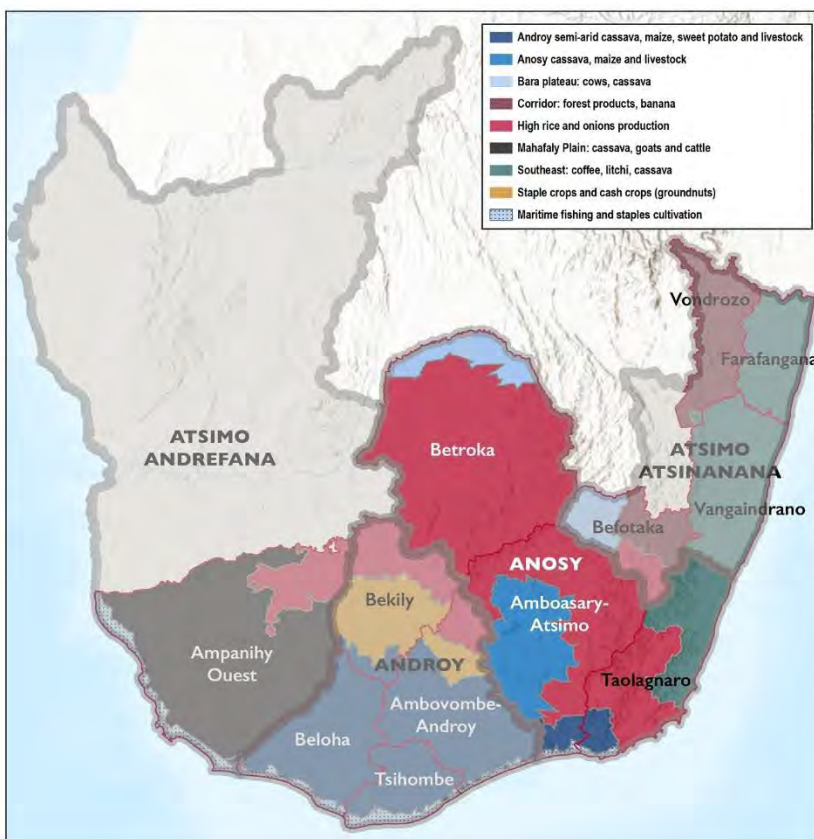 Androy semi-arid cassava, maize, sweet potato and livestock
Anosy cassava, maize and livestock
Bara plateau: cows, cassava
Corridor: forest products, banana
High rice and onions production
Mahafaly Plain: cassava, goats and cattle
Southeast: coffee, litchi, cassava
Staple crops and cash crops (groundnuts)
Maritime fishing and staples cultivation
Vondrozo
Farafangana
ATSIMO
ANDREFANA
Betroka
ATSIMO
ATSINANANA
Vangaindrano
Befotaka
ANOSY
Amboasary-
Atsimo
Bekily
Ampanihy
Ouest
ANDROY
Taolagnaro
Ambovombe-
Androy
Beloha
Tsihombe